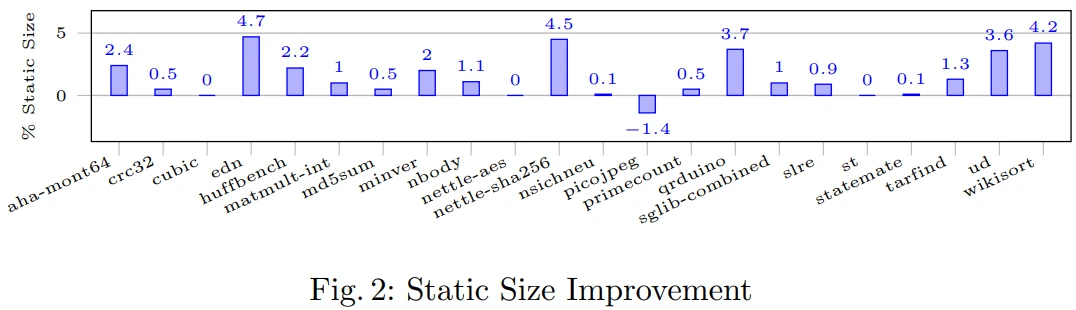 % Static Size
5
0
2.4
0.5
0
4.7
2.2
1
0.5
2
1.1
0
4.5
0.1
−1.4
0.5
3.7
1
0.9
0
0.1
1.3
3.6
4.2
aha-mont64
crc32
cubic
edn
huffbench
matmult-int
md5sum
minver
nbody
nettle-aes
nettle-sha256
nsichneu
picojpeg
primecount
qrduino
sglib-combined
slre
st
statemate
tarfind
ud
wikisort
Fig. 2: Static Size Improvement